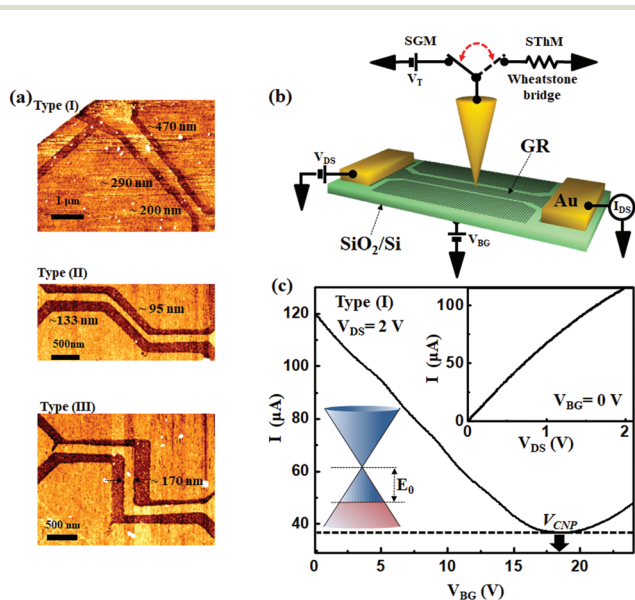 (a)
Type (I)
~470 nm
~ 290 nm
~ 200 nm
1 μm
Type (II)
~ 95 nm
~133 nm
500nm
Type (III)
~ 170 nm
500 nm
(b)
SGM
SThM
V_T
Wheatstone
bridge
V_DS
GR
Au
I_DS
SiO₂/Si
V_BG
(c)
Type (I)
V_DS= 2 V
I (μA)
120
100
80
60
40
0
5
10
15
20
V_BG (V)
E₀
V_CNP
I (μA)
100
50
0
0
1
2
V_DS (V)
V_BG= 0 V